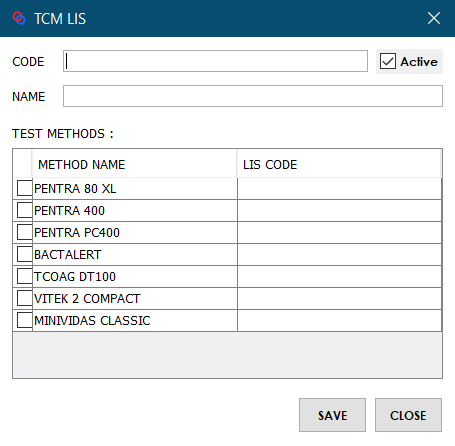 TCM LIS
CODE
Active
NAME
TEST METHODS :
METHOD NAME LIS CODE
PENTRA 80 XL
PENTRA 400
PENTRA PC400
BACTALERT
TCOAG DT100
VITEK 2 COMPACT
MINIVIDAS CLASSIC
SAVE CLOSE